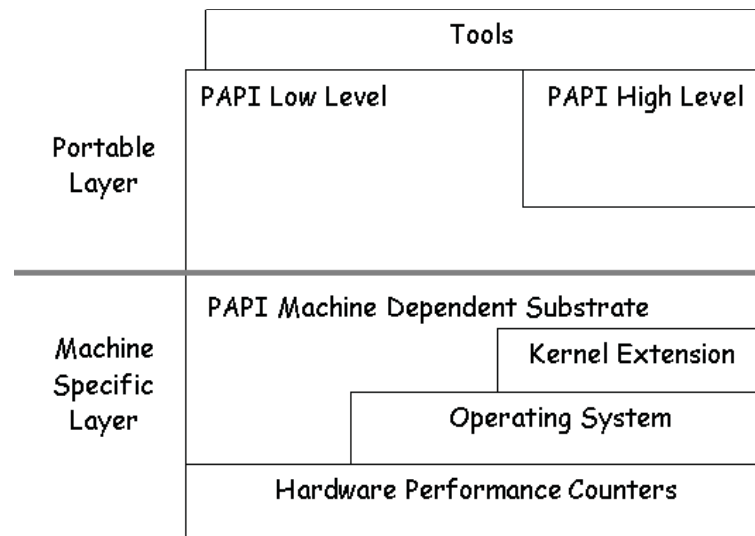 Tools
PAPI Low Level
PAPI High Level
Portable
Layer
PAPI Machine Dependent Substrate
Kernel Extension
Machine
Specific
Layer
Operating System
Hardware Performance Counters